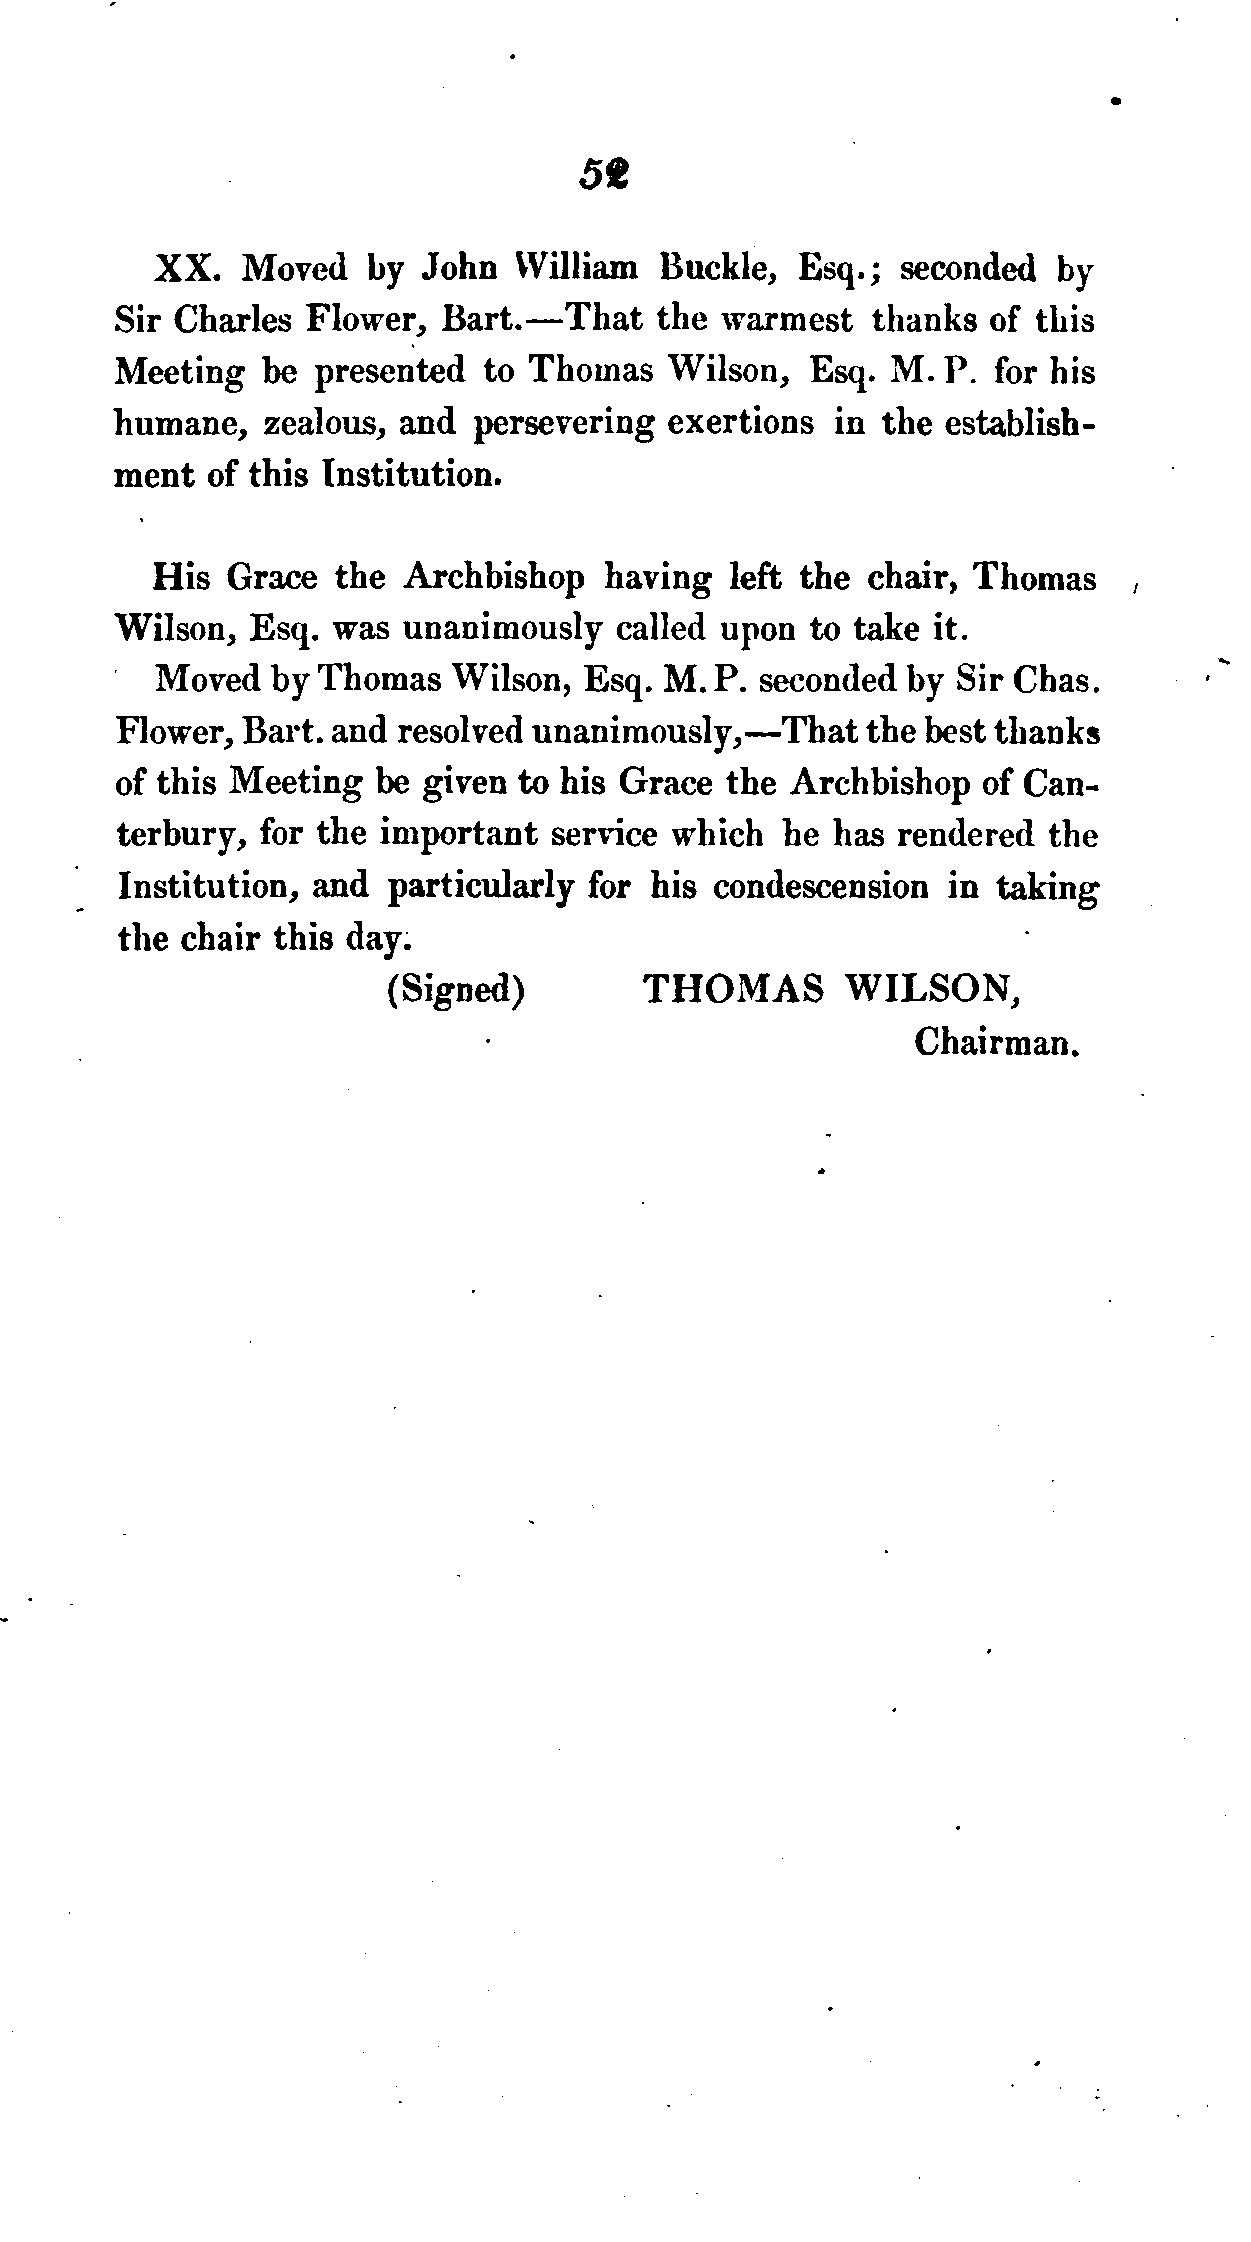 52
XX. Moved by John William Buckle, Esq.; seconded by
Sir Charles Flower, Bart.—That the warmest thanks of this
Meeting be presented to Thomas Wilson, Esq. M. P. for his
humane, zealous, and persevering exertions in the establish-
ment of this Institution.
His Grace the Archbishop having left the chair, Thomas
Wilson, Esq. was unanimously called upon to take it.
Moved by Thomas Wilson, Esq. M. P. seconded by Sir Chas.
Flower, Bart. and resolved unanimously,—That the best thanks
of this Meeting be given to his Grace the Archbishop of Can-
terbury, for the important service which he has rendered the
Institution, and particularly for his condescension in taking
the chair this day.
(Signed) THOMAS WILSON,
Chairman.